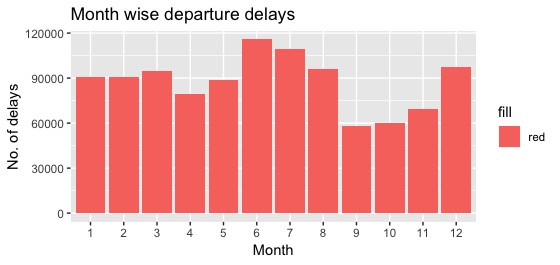 Month wise departure delays
No. of delays
120000
90000
60000
30000
0
1 2 3 4 5 6 7 8 9 10 11 12
Month
fill
red